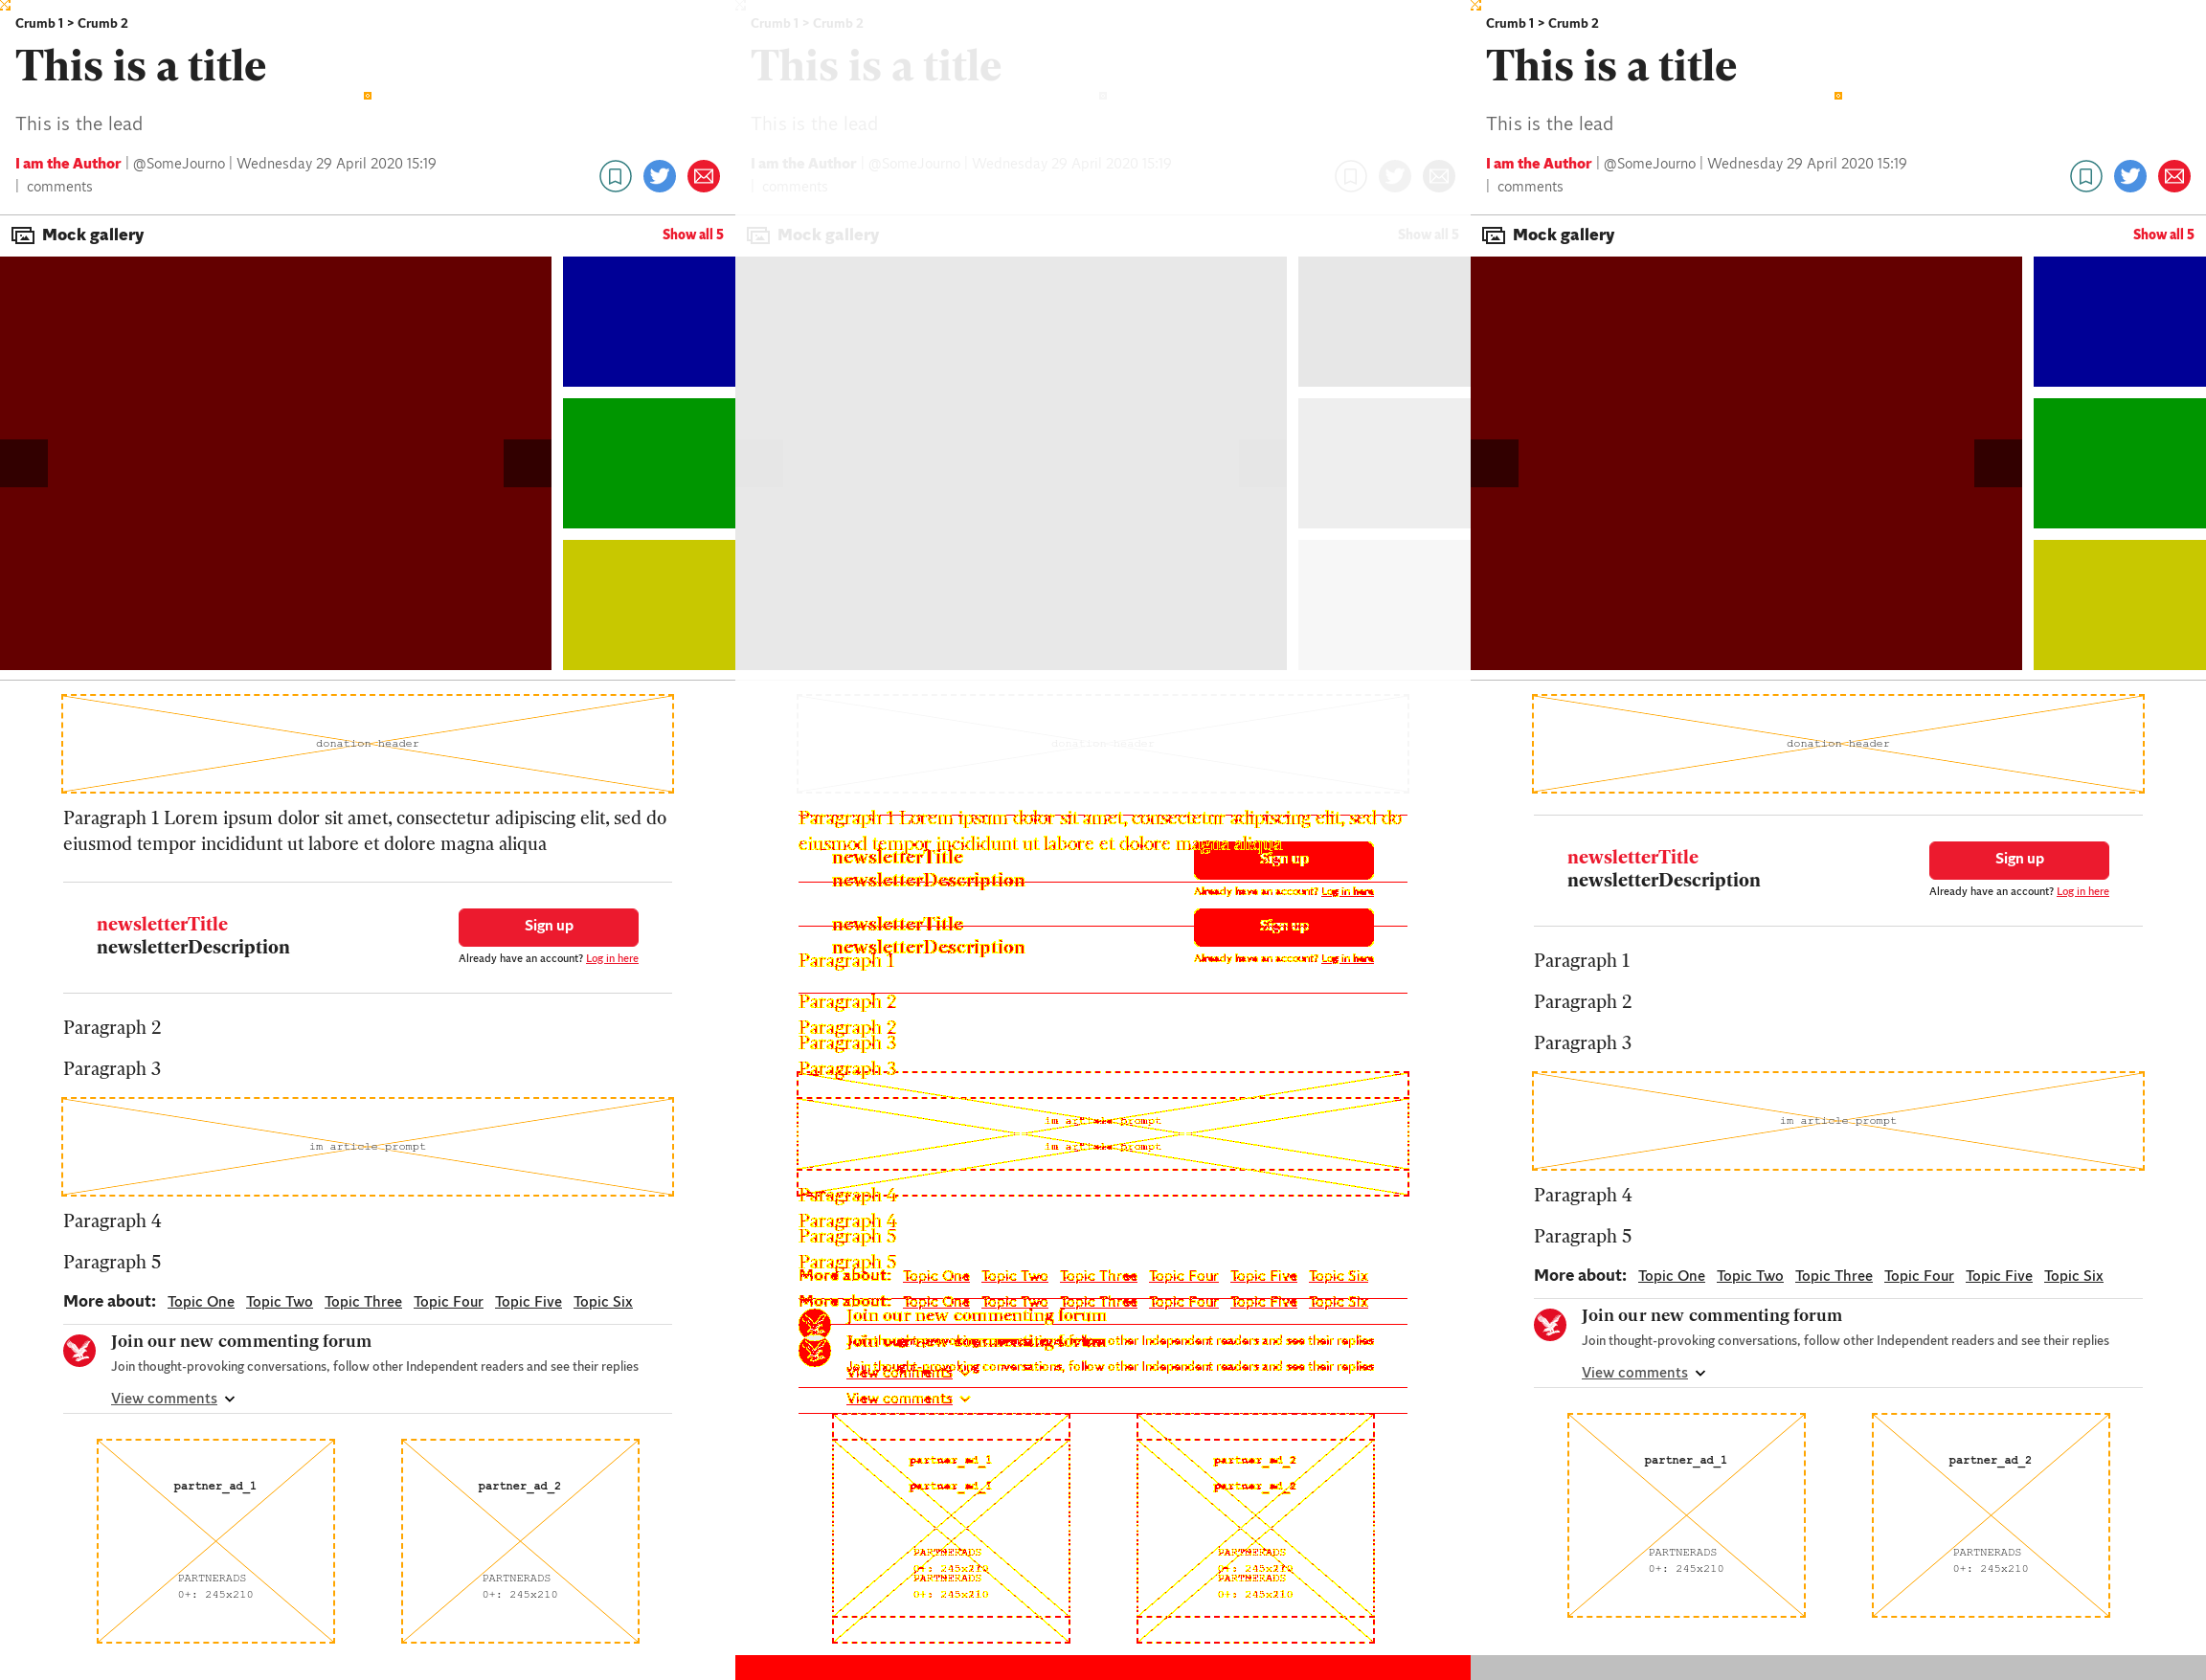 Crumb 1 > Crumb 2
This is a title
This is the lead
I am the Author | @SomeJourno | Wednesday 29 April 2020 15:19
| comments
Mock gallery
Show all 5
donation header
Paragraph 1 Lorem ipsum dolor sit amet, consectetur adipiscing elit, sed do
eiusmod tempor incididunt ut labore et dolore magna aliqua
newsletterTitle
newsletterDescription
Sign up
Already have an account? Log in here
Paragraph 2
Paragraph 3
im article prompt
Paragraph 4
Paragraph 5
More about: Topic One Topic Two Topic Three Topic Four Topic Five Topic Six
Join our new commenting forum
Join thought-provoking conversations, follow other Independent readers and see their replies
View comments
partner_ad_1
PARTNERADS
0+: 245x210
partner_ad_2
PARTNERADS
0+: 245x210
Crumb 1 > Crumb 2
This is a title
This is the lead
I am the Author | @SomeJourno | Wednesday 29 April 2020 15:19
| comments
Mock gallery
Show all 5
donation header
Paragraph 1 Lorem ipsum dolor sit amet, consectetur adipiscing elit, sed do
eiusmod tempor incididunt ut labore et dolore magna aliqua
newsletterTitle
newsletterDescription
Sign up
Already have an account? Log in here
newsletterTitle
newsletterDescription
Sign up
Already have an account? Log in here
Paragraph 1
Paragraph 2
Paragraph 2
Paragraph 3
Paragraph 3
im article prompt
im article prompt
Paragraph 4
Paragraph 4
Paragraph 5
Paragraph 5
More about: Topic One Topic Two Topic Three Topic Four Topic Five Topic Six
More about: Topic One Topic Two Topic Three Topic Four Topic Five Topic Six
Join our new commenting forum
Join thought-provoking conversations, follow other Independent readers and see their replies
View comments
View comments
partner_ad_1
partner_ad_1
PARTNERADS
0+: 245x210
PARTNERADS
0+: 245x210
partner_ad_2
partner_ad_2
PARTNERADS
0+: 245x210
PARTNERADS
0+: 245x210
Crumb 1 > Crumb 2
This is a title
This is the lead
I am the Author | @SomeJourno | Wednesday 29 April 2020 15:19
| comments
Mock gallery
Show all 5
donation header
newsletterTitle
newsletterDescription
Sign up
Already have an account? Log in here
Paragraph 1
Paragraph 2
Paragraph 3
im article prompt
Paragraph 4
Paragraph 5
More about: Topic One Topic Two Topic Three Topic Four Topic Five Topic Six
Join our new commenting forum
Join thought-provoking conversations, follow other Independent readers and see their replies
View comments
partner_ad_1
PARTNERADS
0+: 245x210
partner_ad_2
PARTNERADS
0+: 245x210